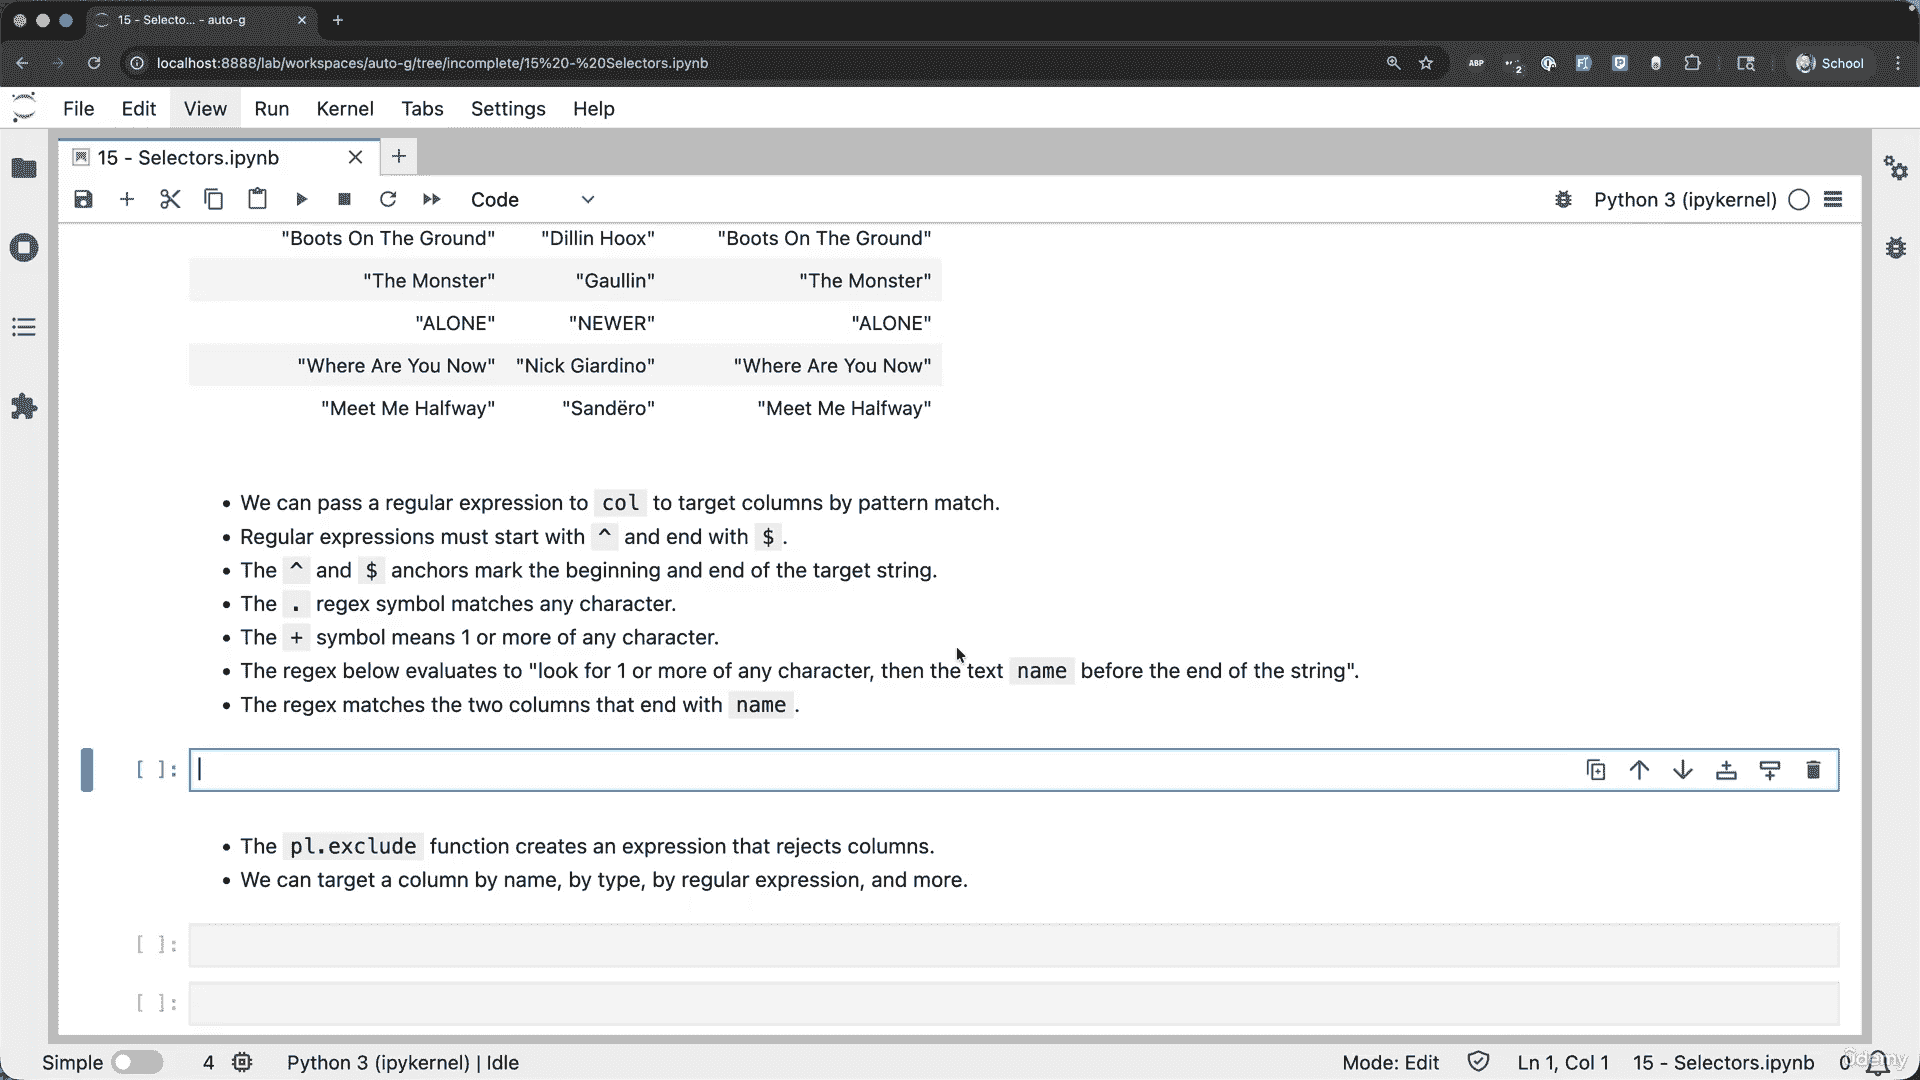 15 - Selecto... - auto-g
localhost:8888/lab/workspaces/auto-g/tree/incomplete/15%20-%20Selectors.ipynb
ABP
2
School
File Edit View Run Kernel Tabs Settings Help
15 - Selectors.ipynb
Code
Python 3 (ipykernel)
"Boots On The Ground" "Dillin Hoox" "Boots On The Ground"
"The Monster" "Gaullin" "The Monster"
"ALONE" "NEWER" "ALONE"
"Where Are You Now" "Nick Giardino" "Where Are You Now"
"Meet Me Halfway" "Sandëro" "Meet Me Halfway"
• We can pass a regular expression to col to target columns by pattern match.
• Regular expressions must start with ^ and end with $ .
• The ^ and $ anchors mark the beginning and end of the target string.
• The . regex symbol matches any character.
• The + symbol means 1 or more of any character.
• The regex below evaluates to "look for 1 or more of any character, then the text name before the end of the string".
• The regex matches the two columns that end with name .
[ ]:
• The pl.exclude function creates an expression that rejects columns.
• We can target a column by name, by type, by regular expression, and more.
[ ]:
[ ]:
Simple 4 Python 3 (ipykernel) | Idle Mode: Edit Ln 1, Col 1 15 - Selectors.ipynb 0
udemy